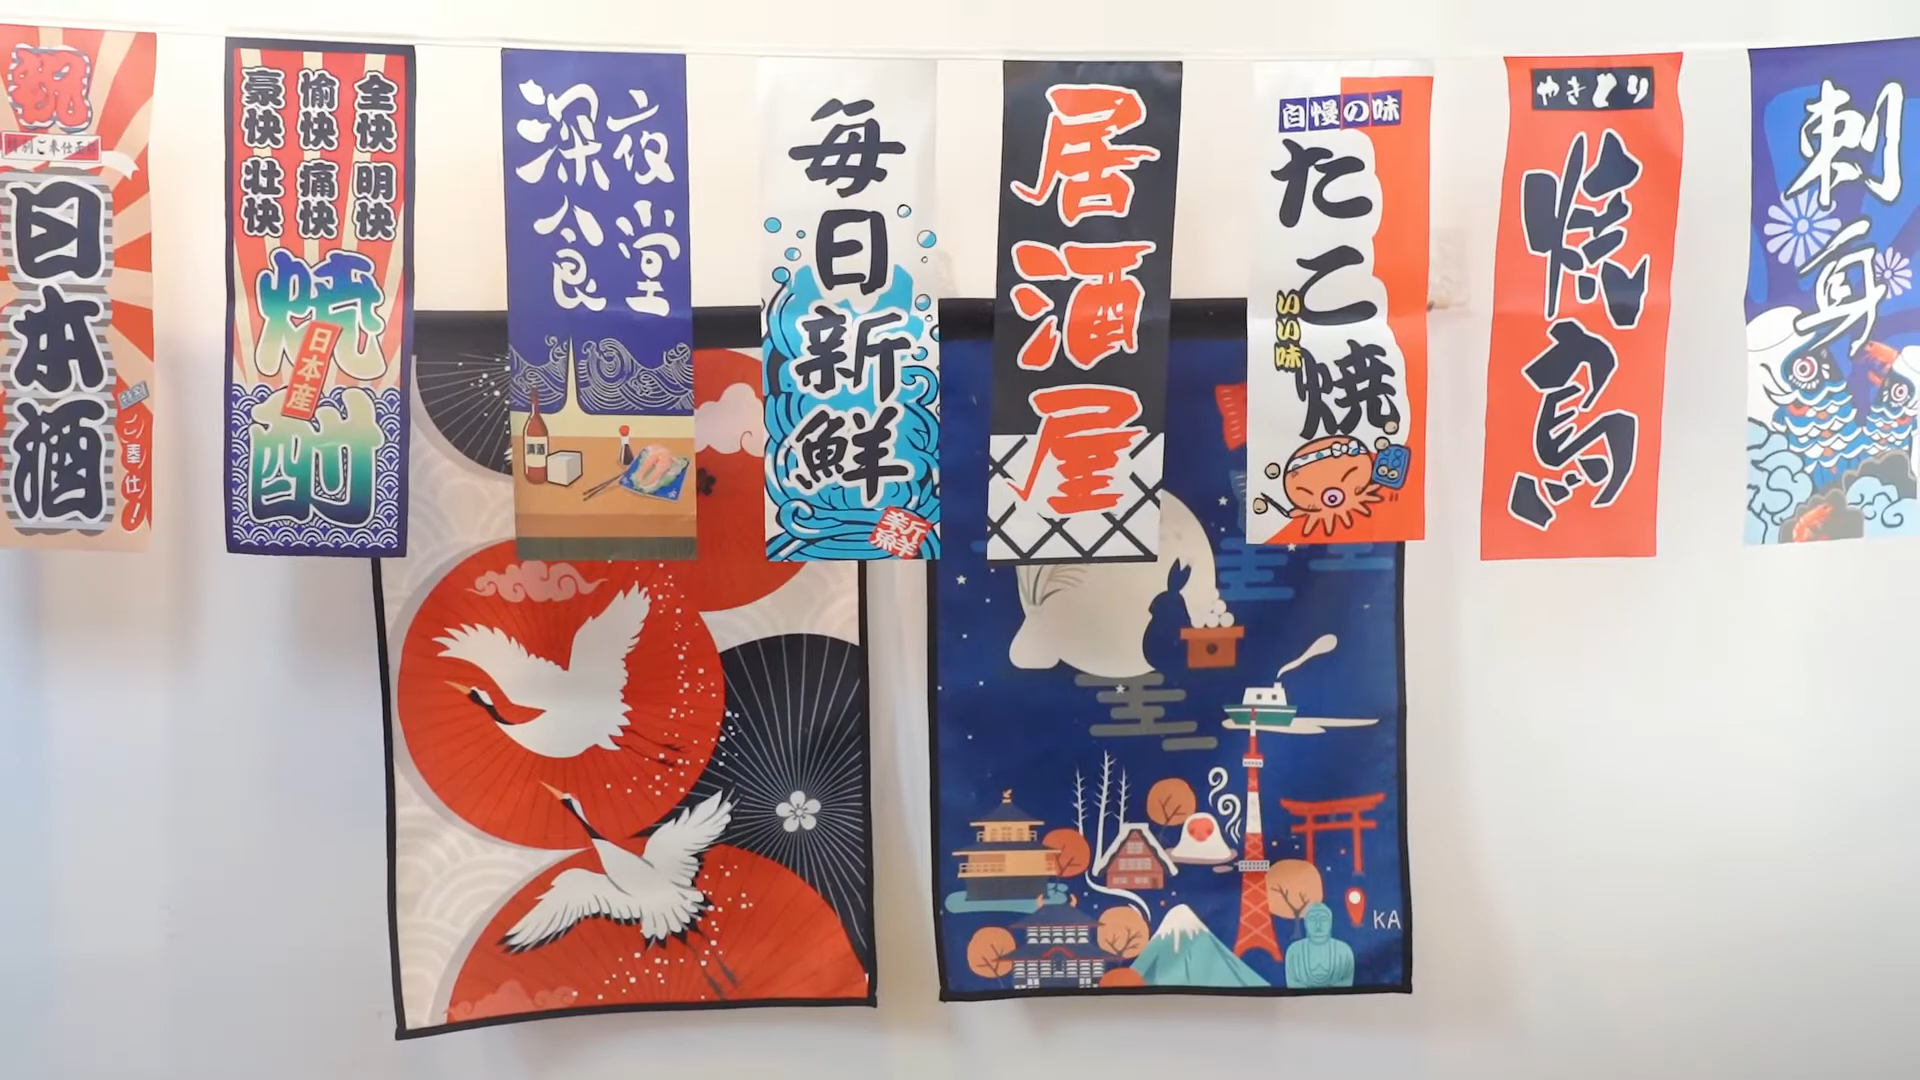 祝
日本酒
ご奉仕!
全快 明快
愉快 痛快
豪快 壮快
焼酎
日本産
深夜
食堂
清酒
毎日新鮮
新鮮
居酒屋
自慢の味
たこ焼
いい味
やきとり
焼鳥
刺身
KA